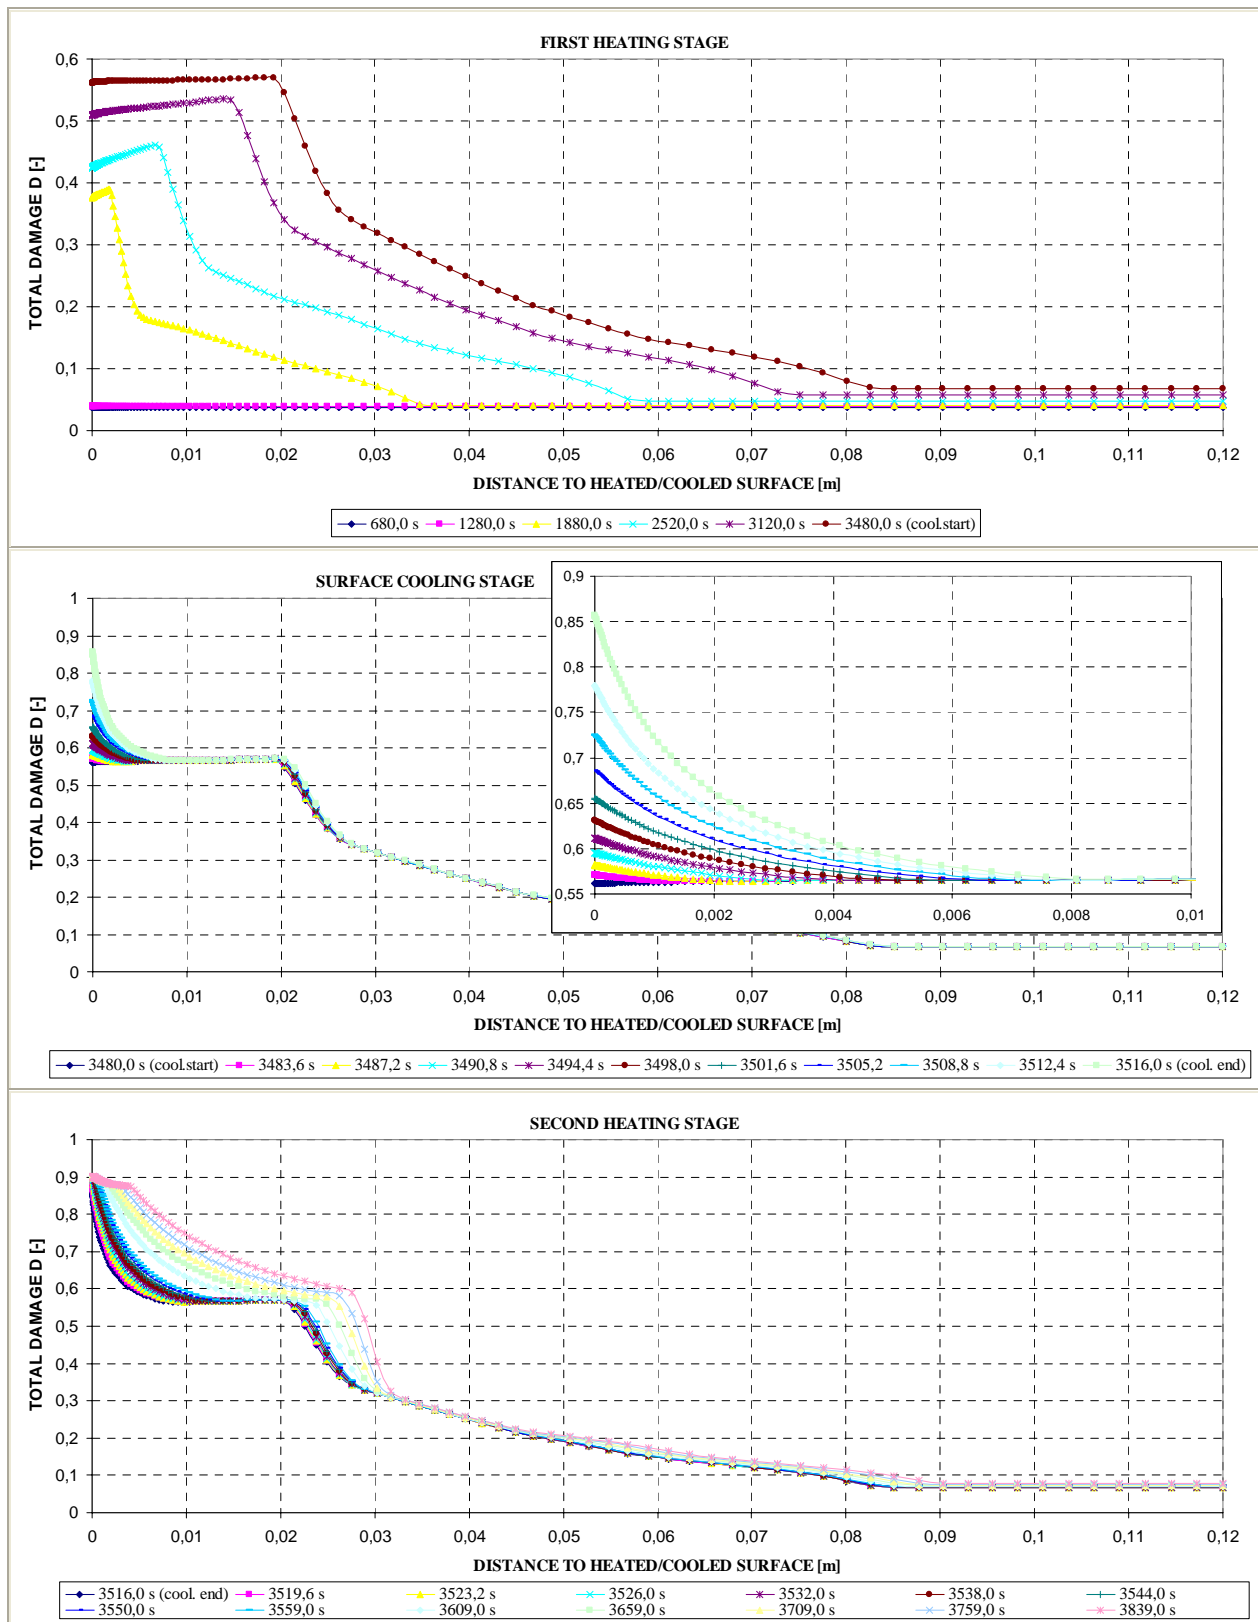 FIRST HEATING STAGE
0,6
0,5
0,4
0,3
0,2
0,1
0
TOTAL DAMAGE D [-]
0 0,01 0,02 0,03 0,04 0,05 0,06 0,07 0,08 0,09 0,1 0,11 0,12
DISTANCE TO HEATED/COOLED SURFACE [m]
680,0 s 1280,0 s 1880,0 s 2520,0 s 3120,0 s 3480,0 s (cool.start)
SURFACE COOLING STAGE
1
0,9
0,8
0,7
0,6
0,5
0,4
0,3
0,2
0,1
0
TOTAL DAMAGE D [-]
0,9
0,85
0,8
0,75
0,7
0,65
0,6
0,55
0 0,002 0,004 0,006 0,008 0,01
0 0,01 0,02 0,03 0,04 0,05 0,06 0,07 0,08 0,09 0,1 0,11 0,12
DISTANCE TO HEATED/COOLED SURFACE [m]
3480,0 s (cool.start) 3483,6 s 3487,2 s 3490,8 s 3494,4 s 3498,0 s 3501,6 s 3505,2 3508,8 s 3512,4 s 3516,0 s (cool. end)
SECOND HEATING STAGE
1
0,9
0,8
0,7
0,6
0,5
0,4
0,3
0,2
0,1
0
TOTAL DAMAGE D [-]
0 0,01 0,02 0,03 0,04 0,05 0,06 0,07 0,08 0,09 0,1 0,11 0,12
DISTANCE TO HEATED/COOLED SURFACE [m]
3516,0 s (cool. end) 3519,6 s 3523,2 s 3526,0 s 3532,0 s 3538,0 s 3544,0 s
3550,0 s 3559,0 s 3609,0 s 3659,0 s 3709,0 s 3759,0 s 3839,0 s